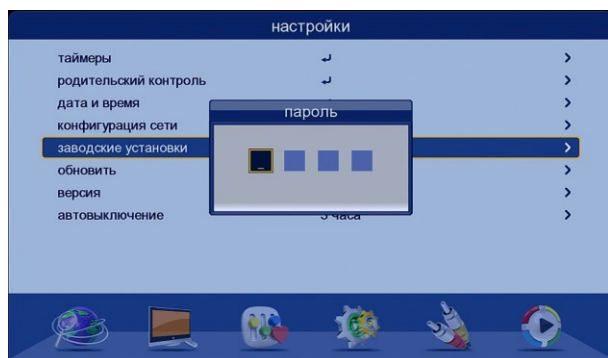 настройки
таймеры
родительский контроль
дата и время
пароль
конфигурация сети
заводские установки
обновить
версия
автовыключение 3 часа